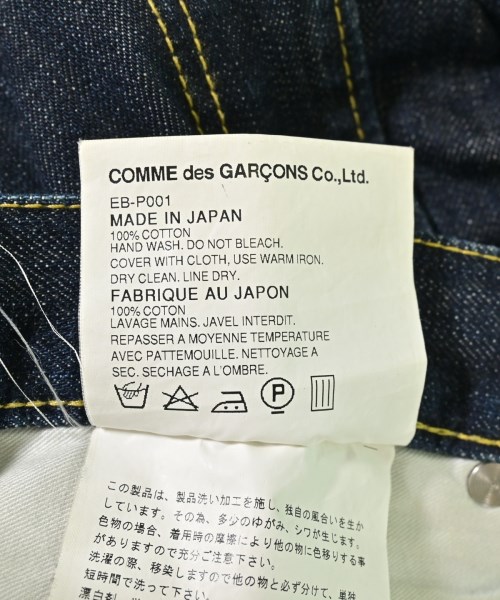 COMME des GARÇONS Co.,Ltd.
EB-P001
MADE IN JAPAN
100% COTTON
HAND WASH. DO NOT BLEACH.
COVER WITH CLOTH, USE WARM IRON.
DRY CLEAN. LINE DRY.
FABRIQUE AU JAPON
100% COTON
LAVAGE MAINS. JAVEL INTERDIT.
REPASSER A MOYENNE TEMPERATURE
AVEC PATTEMOUILLE. NETTOYAGE A
SEC. SECHAGE A L'OMBRE.
P
この製品は、製品洗い加工を施し、独自の風合いを生か
しています。その為、多少のゆがみ、シワが生じます。
色物の場合、着用時の摩擦により他の物に色移りする事
がありますので充分ご注意下さい。
洗濯の際、移染しますので他の物と必ず分けて、単独
短時間で洗って下さい。
漂白剤、